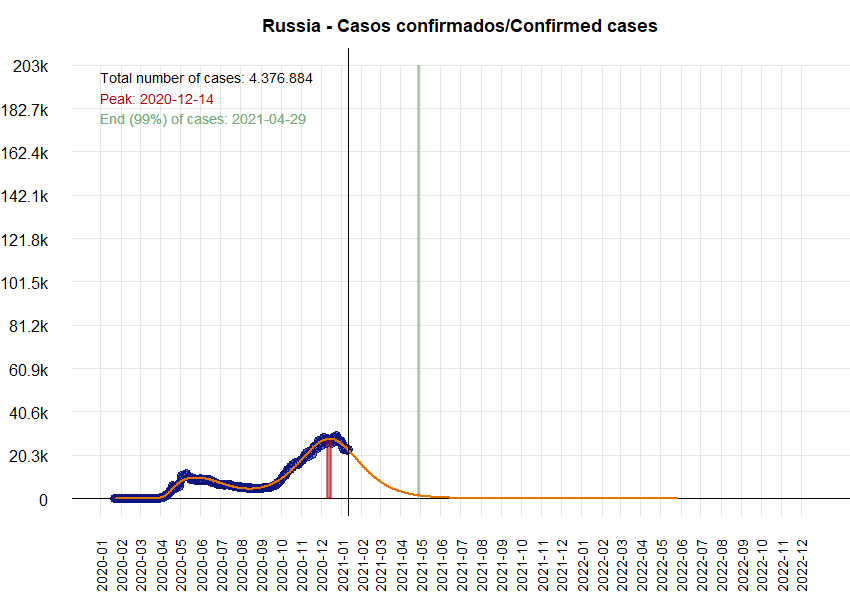 Russia - Casos confirmados/Confirmed cases
Total number of cases: 4.376.884
Peak: 2020-12-14
End (99%) of cases: 2021-04-29
203k
182.7k
162.4k
142.1k
121.8k
101.5k
81.2k
60.9k
40.6k
20.3k
0
2020-01
2020-02
2020-03
2020-04
2020-05
2020-06
2020-07
2020-08
2020-09
2020-10
2020-11
2020-12
2021-01
2021-02
2021-03
2021-04
2021-05
2021-06
2021-07
2021-08
2021-09
2021-10
2021-11
2021-12
2022-01
2022-02
2022-03
2022-04
2022-05
2022-06
2022-07
2022-08
2022-09
2022-10
2022-11
2022-12